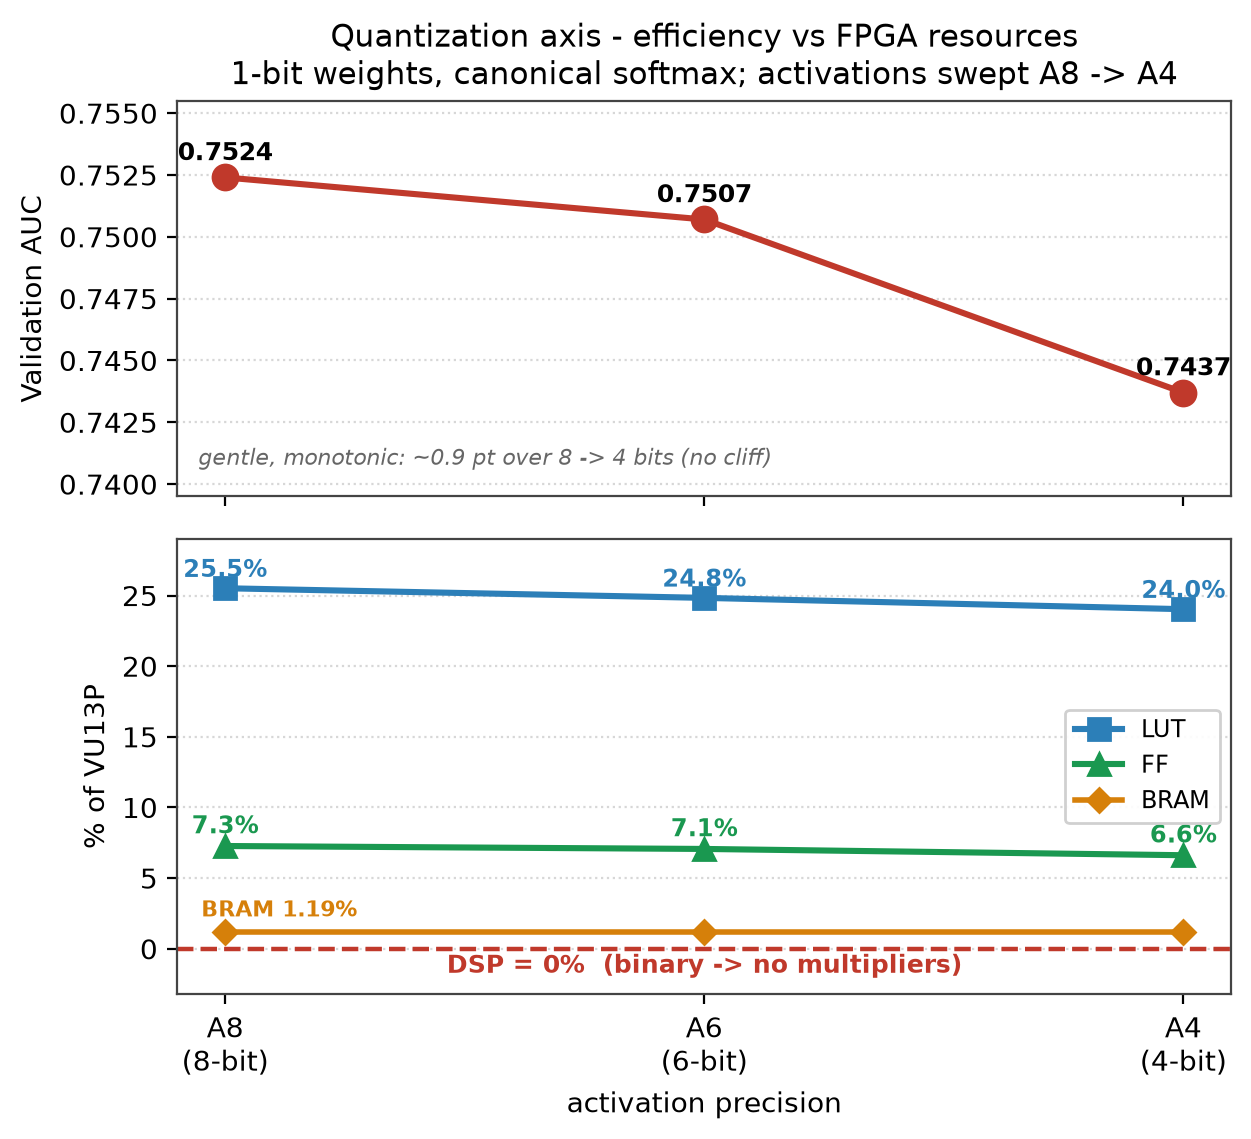 Quantization axis - efficiency vs FPGA resources
1-bit weights, canonical softmax; activations swept A8 -> A4
Validation AUC
0.7550
0.7525
0.7500
0.7475
0.7450
0.7425
0.7400
0.7524
0.7507
0.7437
gentle, monotonic: ~0.9 pt over 8 -> 4 bits (no cliff)
% of VU13P
25
20
15
10
5
0
25.5%
24.8%
24.0%
LUT
FF
BRAM
7.3%
7.1%
6.6%
BRAM 1.19%
DSP = 0% (binary -> no multipliers)
A8
(8-bit)
A6
(6-bit)
A4
(4-bit)
activation precision